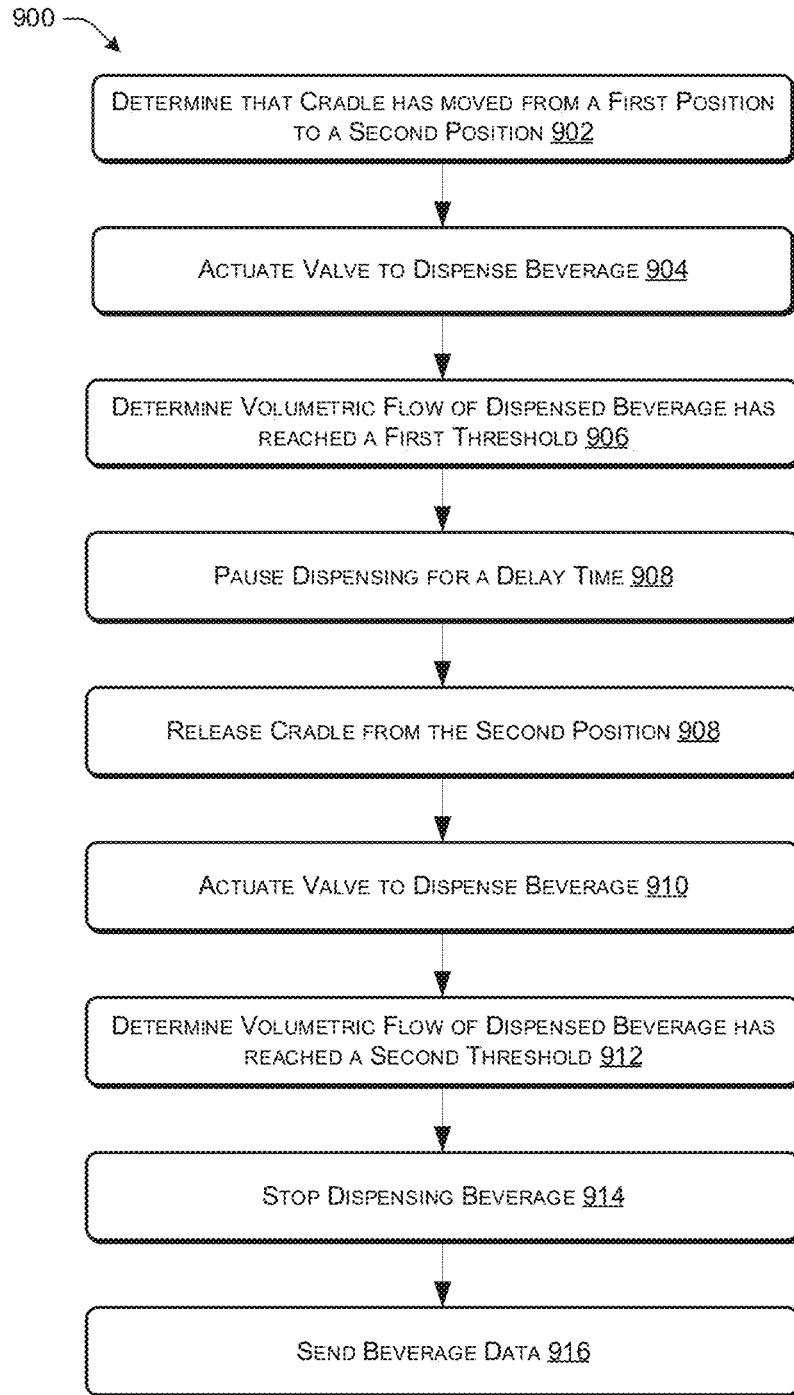 900
DETERMINE THAT CRADLE HAS MOVED FROM A FIRST POSITION
TO A SECOND POSITION 902
ACTUATE VALVE TO DISPENSE BEVERAGE 904
DETERMINE VOLUMETRIC FLOW OF DISPENSED BEVERAGE HAS
REACHED A FIRST THRESHOLD 906
PAUSE DISPENSING FOR A DELAY TIME 908
RELEASE CRADLE FROM THE SECOND POSITION 908
ACTUATE VALVE TO DISPENSE BEVERAGE 910
DETERMINE VOLUMETRIC FLOW OF DISPENSED BEVERAGE HAS
REACHED A SECOND THRESHOLD 912
STOP DISPENSING BEVERAGE 914
SEND BEVERAGE DATA 916